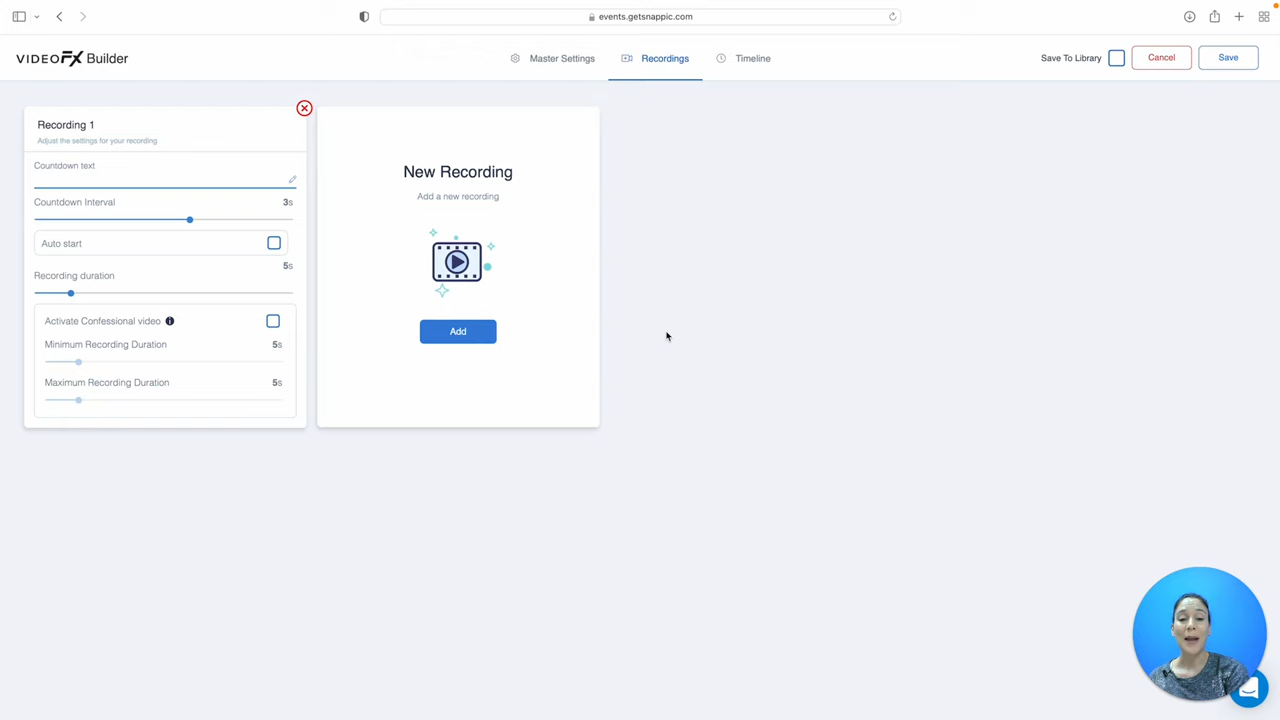 events.getsnappic.com
VIDEOFX Builder
Master Settings
Recordings
Timeline
Save To Library
Cancel
Save
Recording 1
Adjust the settings for your recording
Countdown text
Countdown Interval 3s
Auto start
5s
Recording duration
Activate Confessional video
Minimum Recording Duration 5s
Maximum Recording Duration 5s
New Recording
Add a new recording
Add